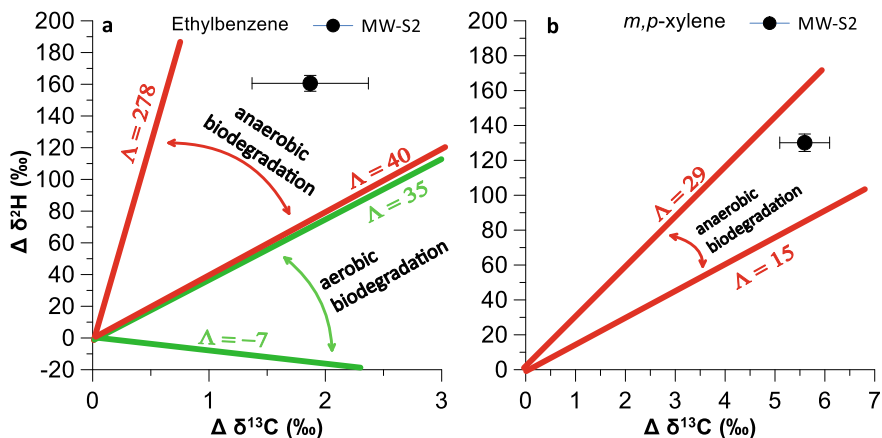 a Ethylbenzene MW-S2
200
180
160
140
120
100
80
60
40
20
0
-20
Δ δ²H (‰)
Λ = 278
anaerobic
biodegradation
Λ = 40
Λ = 35
aerobic
biodegradation
Λ = −7
0 1 2 3
Δ δ¹³C (‰)
b m,p-xylene MW-S2
200
180
160
140
120
100
80
60
40
20
0
Λ = 29
anaerobic
biodegradation
Λ = 15
0 1 2 3 4 5 6 7
Δ δ¹³C (‰)